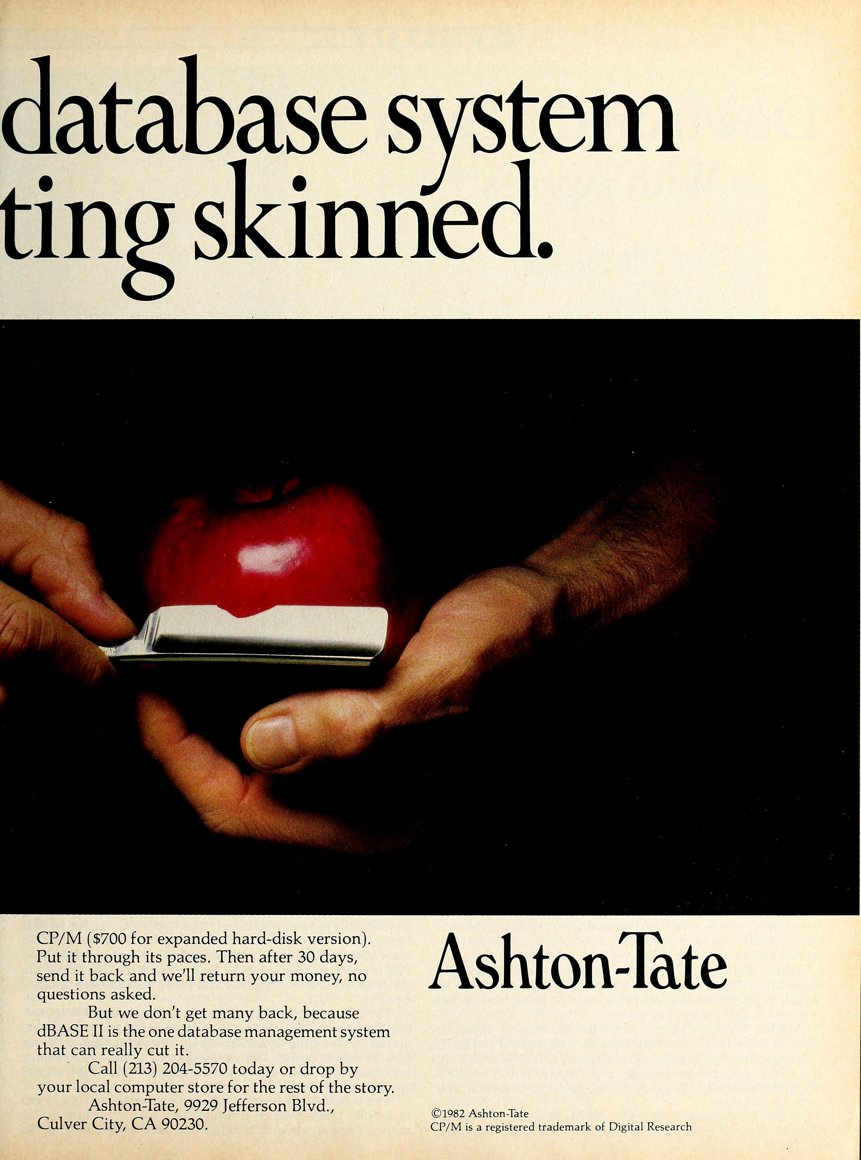 database system
ting skinned.
CP/M ($700 for expanded hard-disk version).
Put it through its paces. Then after 30 days,
send it back and we'll return your money, no
questions asked.
But we don't get many back, because
dBASE II is the one database management system
that can really cut it.
Call (213) 204-5570 today or drop by
your local computer store for the rest of the story.
Ashton-Tate, 9929 Jefferson Blvd.,
Culver City, CA 90230.
Ashton-Tate
©1982 Ashton-Tate
CP/M is a registered trademark of Digital Research